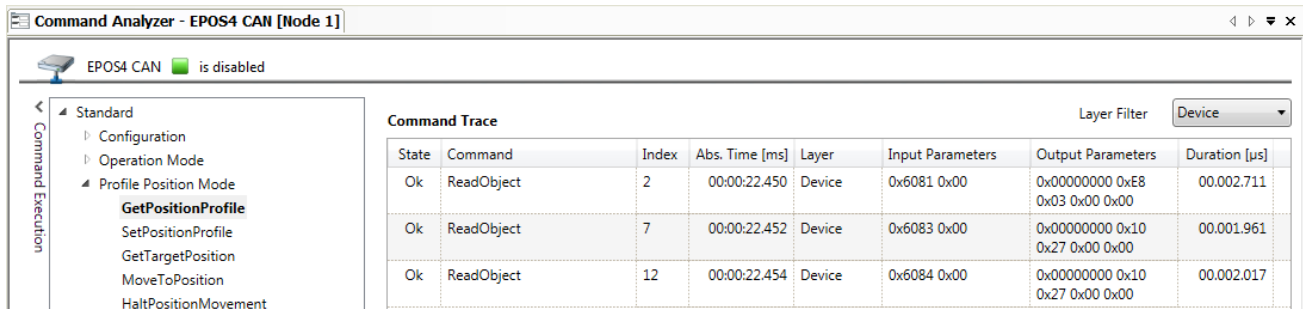 Command Analyzer - EPOS4 CAN [Node 1]
EPOS4 CAN is disabled
Command Execution
Standard
Configuration
Operation Mode
Profile Position Mode
GetPositionProfile
SetPositionProfile
GetTargetPosition
MoveToPosition
HaltPositionMovement
Layer Filter Device
Command Trace
State Command Index Abs. Time [ms] Layer Input Parameters Output Parameters Duration [µs]
Ok ReadObject 2 00:00:22.450 Device 0x6081 0x00 0x00000000 0xE8 00.002.711
0x03 0x00 0x00
Ok ReadObject 7 00:00:22.452 Device 0x6083 0x00 0x00000000 0x10 00.001.961
0x27 0x00 0x00
Ok ReadObject 12 00:00:22.454 Device 0x6084 0x00 0x00000000 0x10 00.002.017
0x27 0x00 0x00